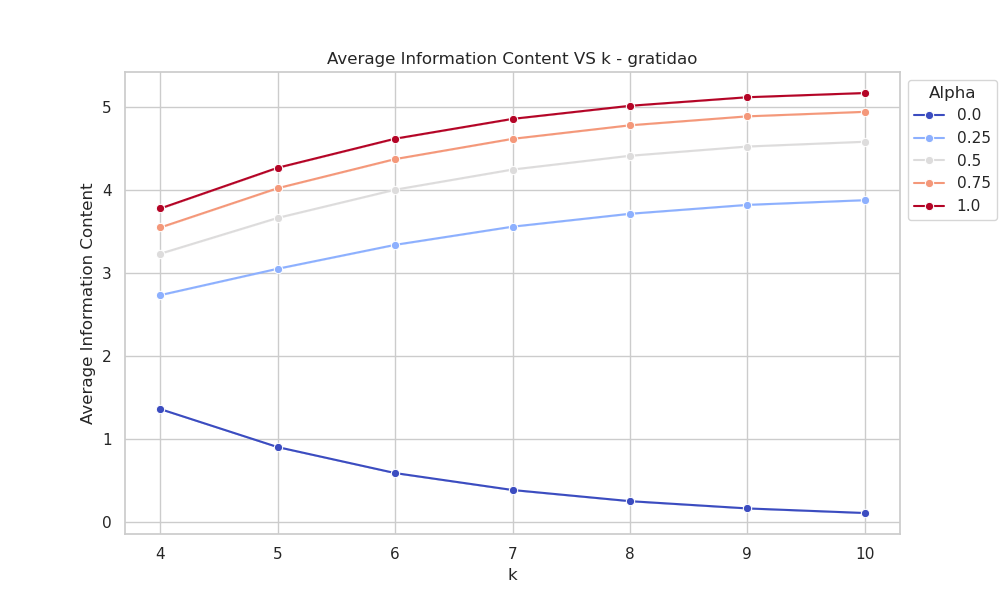 Average Information Content VS k - gratidao
Alpha
0.0
0.25
0.5
0.75
1.0
Average Information Content
5
4
3
2
1
0
4 5 6 7 8 9 10
k